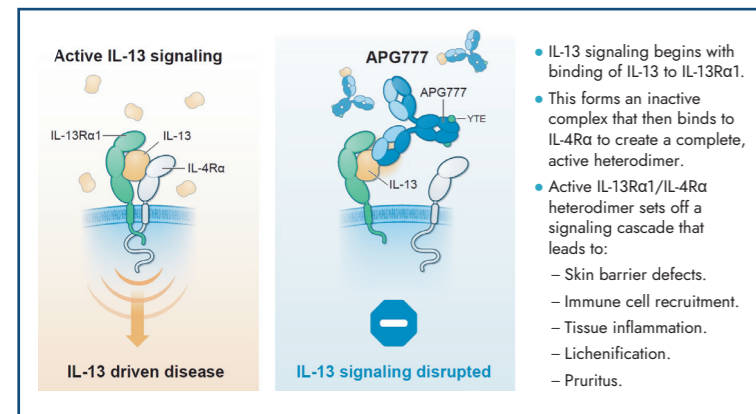 Active IL-13 signaling
IL-13Rα1
IL-13
IL-4Rα
IL-13 driven disease
APG777
APG777
YTE
IL-13
IL-13 signaling disrupted
• IL-13 signaling begins with
binding of IL-13 to IL-13Rα1.
• This forms an inactive
complex that then binds to
IL-4Rα to create a complete,
active heterodimer.
• Active IL-13Rα1/IL-4Rα
heterodimer sets off a
signaling cascade that
leads to:
– Skin barrier defects.
– Immune cell recruitment.
– Tissue inflammation.
– Lichenification.
– Pruritus.